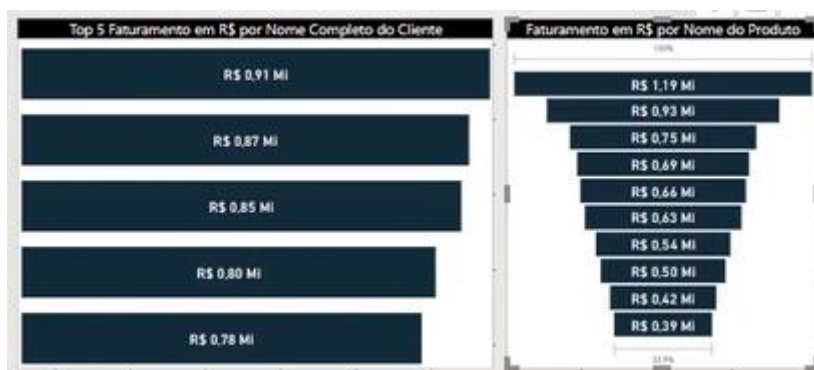 Top 5 Faturamento em R$ por Nome Completo do Cliente
R$ 0,91 Mi
R$ 0,87 Mi
R$ 0,85 Mi
R$ 0,80 Mi
R$ 0,78 Mi
Faturamento em R$ por Nome do Produto
100%
R$ 1,19 Mi
R$ 0,93 Mi
R$ 0,75 Mi
R$ 0,69 Mi
R$ 0,66 Mi
R$ 0,63 Mi
R$ 0,54 Mi
R$ 0,50 Mi
R$ 0,42 Mi
R$ 0,39 Mi